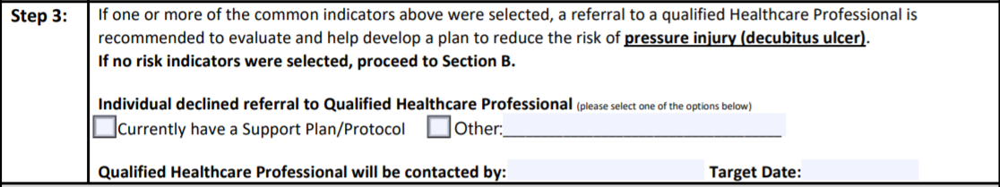 Step 3:
If one or more of the common indicators above were selected, a referral to a qualified Healthcare Professional is
recommended to evaluate and help develop a plan to reduce the risk of pressure injury (decubitus ulcer).
If no risk indicators were selected, proceed to Section B.
Individual declined referral to Qualified Healthcare Professional (please select one of the options below)
Currently have a Support Plan/Protocol Other:
Qualified Healthcare Professional will be contacted by: Target Date: